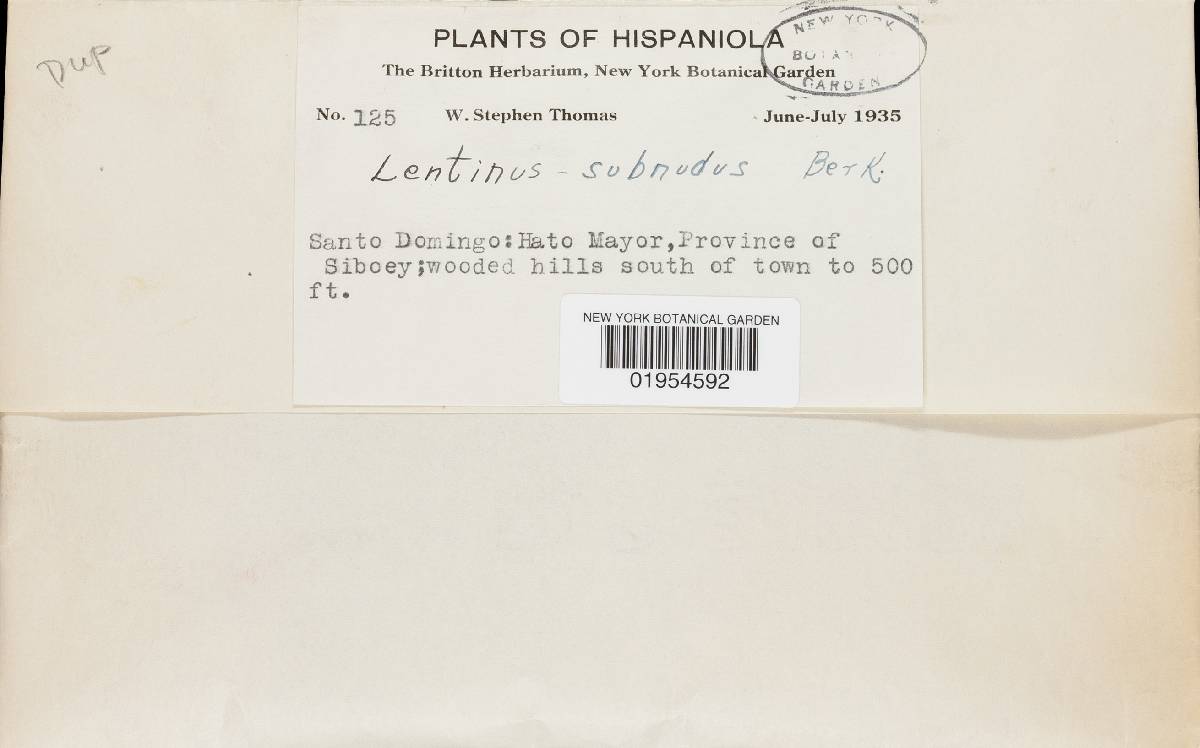 DUP
PLANTS OF HISPANIOLA
The Britton Herbarium, New York Botanical Garden
NEW YORK
BOTA
GARDEN
No. 125 W. Stephen Thomas June-July 1935
Lentinus - subnudus Berk.
Santo Domingo:Hato Mayor,Province of
Siboey;wooded hills south of town to 500
ft.
NEW YORK BOTANICAL GARDEN
01954592